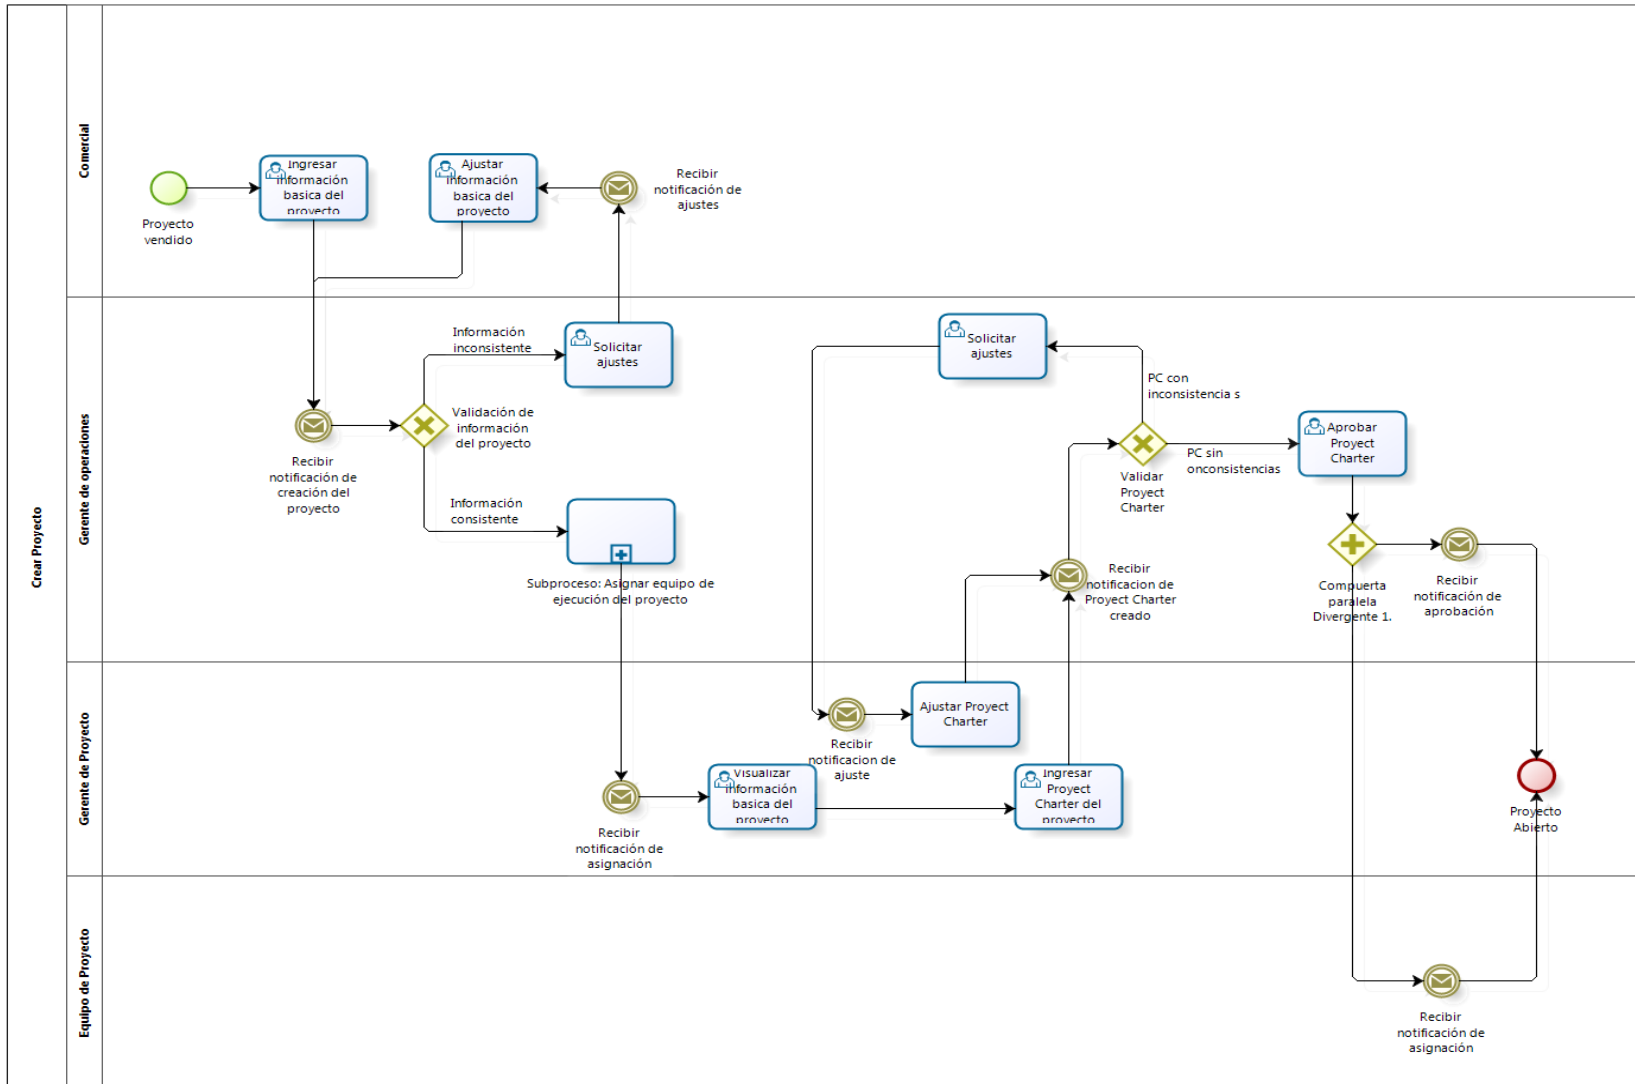 Crear Proyecto
Comercial
Proyecto
vendido
Ingresar
información
basica del
proyecto
Ajustar
información
basica del
proyecto
Recibir
notificación de
ajustes
Gerente de operaciones
Recibir
notificación de
creación del
proyecto
Validación de
información
del proyecto
Información
inconsistente
Solicitar
ajustes
Información
consistente
Subproceso: Asignar equipo de
ejecución del proyecto
Solicitar
ajustes
PC con
inconsistencia s
Validar
Proyect
Charter
PC sin
onconsistencias
Aprobar
Proyect
Charter
Recibir
notificacion de
Proyect Charter
creado
Compuerta
paralela
Divergente 1.
Recibir
notificación de
aprobación
Gerente de Proyecto
Recibir
notificación de
asignación
Visualizar
información
basica del
proyecto
Recibir
notificacion de
ajuste
Ajustar Proyect
Charter
Ingresar
Proyect
Charter del
proyecto
Proyecto
Abierto
Equipo de Proyecto
Recibir
notificación de
asignación